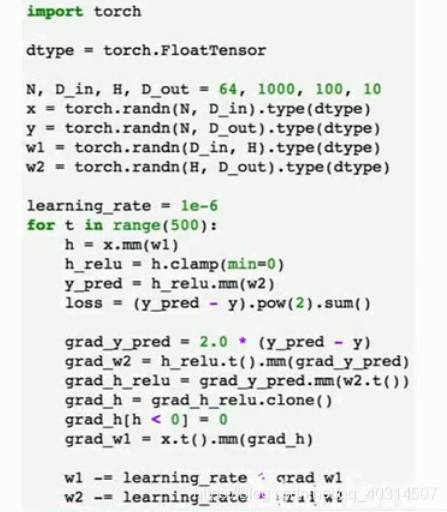 import torch
dtype = torch.FloatTensor
N, D_in, H, D_out = 64, 1000, 100, 10
x = torch.randn(N, D_in).type(dtype)
y = torch.randn(N, D_out).type(dtype)
w1 = torch.randn(D_in, H).type(dtype)
w2 = torch.randn(H, D_out).type(dtype)
learning_rate = 1e-6
for t in range(500):
    h = x.mm(w1)
    h_relu = h.clamp(min=0)
    y_pred = h_relu.mm(w2)
    loss = (y_pred - y).pow(2).sum()
    grad_y_pred = 2.0 * (y_pred - y)
    grad_w2 = h_relu.t().mm(grad_y_pred)
    grad_h_relu = grad_y_pred.mm(w2.t())
    grad_h = grad_h_relu.clone()
    grad_h[h < 0] = 0
    grad_w1 = x.t().mm(grad_h)
    w1 -= learning_rate * grad_w1
    w2 -= learning_rate * grad_w2